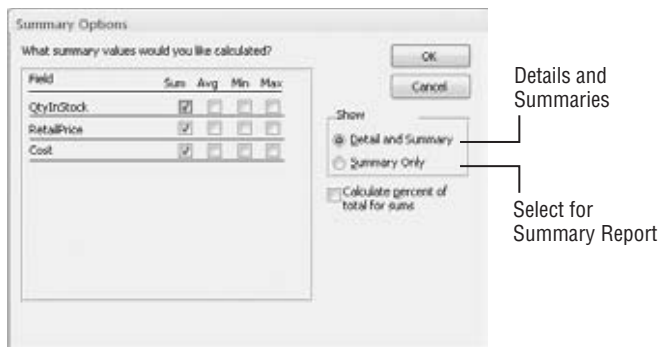 Summary Options
What summary values would you like calculated?
Field Sum Avg Min Max
QtyInStock
RetailPrice
Cost
OK
Cancel
Show
Detail and Summary
Summary Only
Calculate percent of
total for sums
Details and
Summaries
Select for
Summary Report